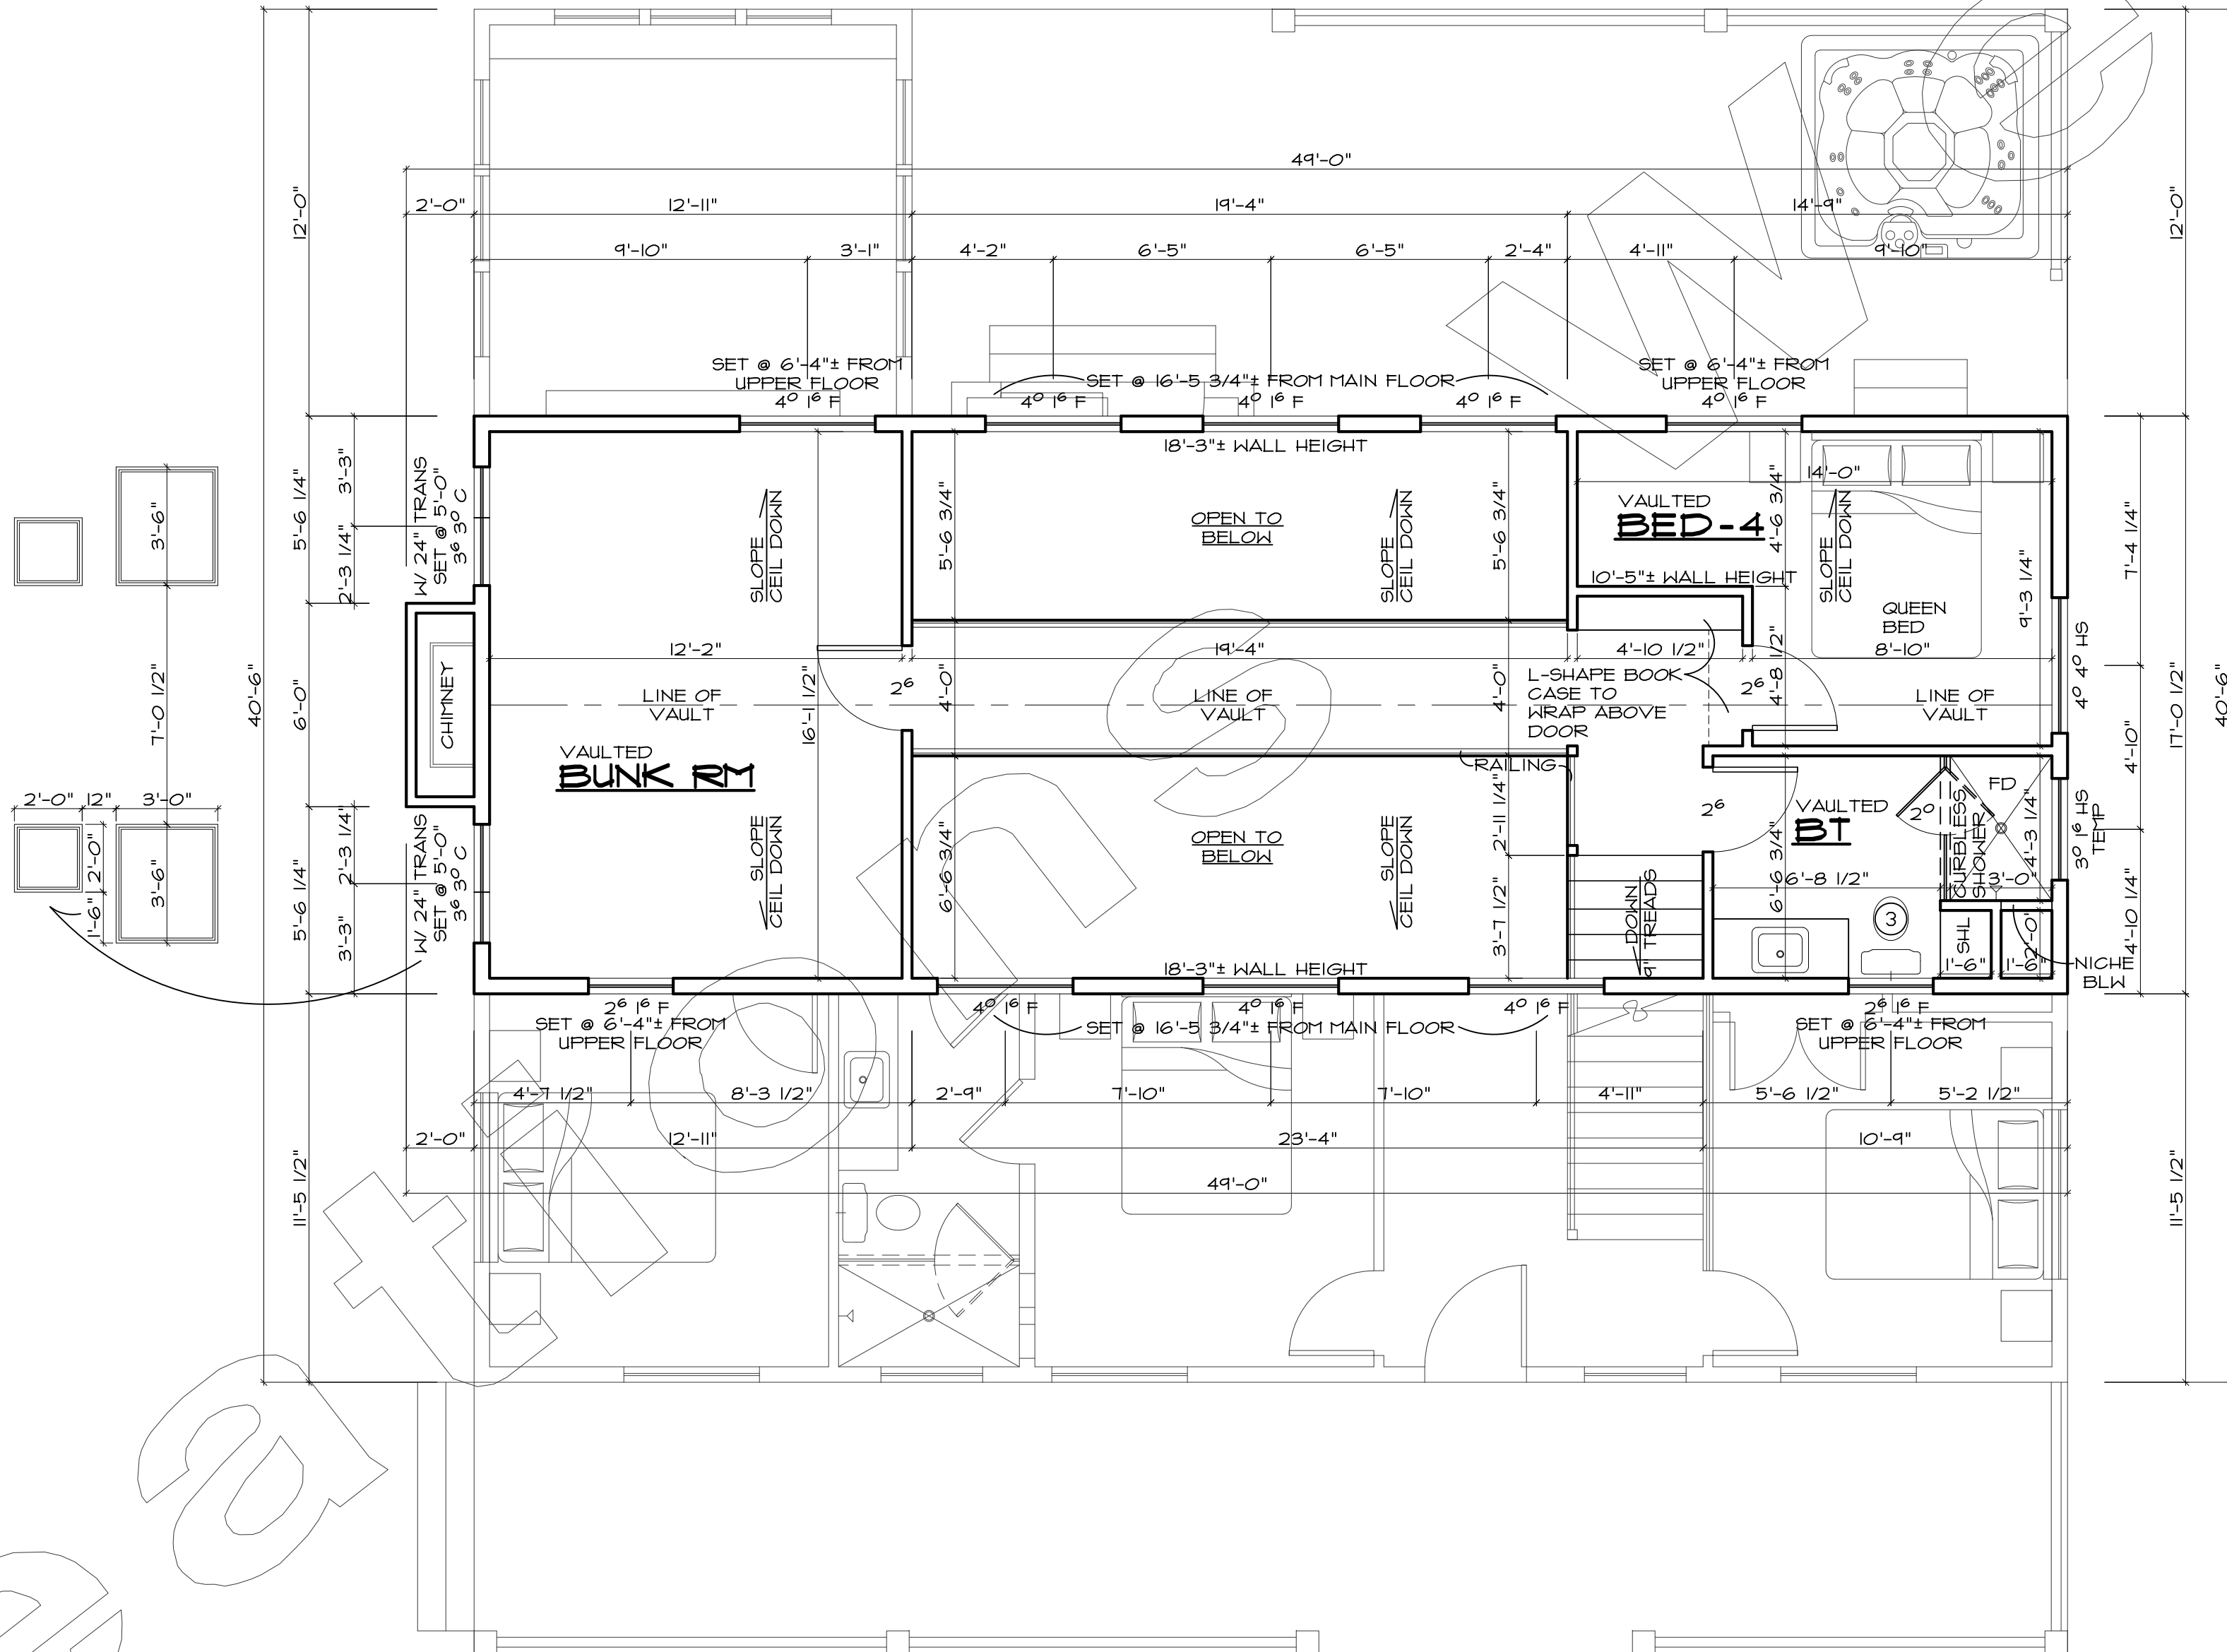 49'-0"
2'-0" 12'-11" 19'-4" 14'-9"
9'-10" 3'-1" 4'-2" 6'-5" 6'-5" 2'-4" 4'-11" 9'-10"
12'-0"
12'-0"
SET @ 6'-4"± FROM
UPPER FLOOR
4⁰ 1⁶ F
SET @ 16'-5 3/4"± FROM MAIN FLOOR
4⁰ 1⁶ F 4⁰ 1⁶ F 4⁰ 1⁶ F
SET @ 6'-4"± FROM
UPPER FLOOR
4⁰ 1⁶ F
18'-3"± WALL HEIGHT
40'-6"
5'-6 1/4"
6'-0"
5'-6 1/4"
11'-5 1/2"
3'-3"
2'-3 1/4"
2'-3 1/4"
3'-3"
W/ 24" TRANS
SET @ 5'-0"
3⁶ 3⁰ C
W/ 24" TRANS
SET @ 5'-0"
3⁶ 3⁰ C
3'-6"
7'-0 1/2"
2'-0" 12" 3'-0"
2'-0"
1'-6"
3'-6"
CHIMNEY
SLOPE
CEIL DOWN
12'-2"
16'-1 1/2"
2⁶
LINE OF
VAULT
VAULTED
BUNK RM
SLOPE
CEIL DOWN
5'-6 3/4"
OPEN TO
BELOW
SLOPE
CEIL DOWN
5'-6 3/4"
19'-4"
4'-0"
LINE OF
VAULT
4'-0"
6'-6 3/4"
OPEN TO
BELOW
SLOPE
CEIL DOWN
2'-11 1/4"
3'-7 1/2"
18'-3"± WALL HEIGHT
RAILING
14'-0"
VAULTED
BED-4
4'-6 3/4"
SLOPE
CEIL DOWN
10'-5"± WALL HEIGHT
QUEEN
BED
9'-3 1/4"
4'-10 1/2"
8'-10"
4'-8 1/2"
2⁶
L-SHAPE BOOK
CASE TO
WRAP ABOVE
DOOR
LINE OF
VAULT
2⁶
VAULTED
BT
6'-6 3/4"
6'-8 1/2"
2⁰
FD
CURBLESS
SHOWER
4'-3 1/4"
3'-0"
3
SHL
1'-6"
1'-6"
2'-0"
DOWN
9" TREADS
NICHE
BLW
4⁰ 4⁰ HS
3⁰ 1⁶ HS
TEMP
7'-4 1/4"
4'-10"
4'-10 1/4"
17'-0 1/2"
40'-6"
11'-5 1/2"
2⁶ 1⁶ F
SET @ 6'-4"± FROM
UPPER FLOOR
4⁰ 1⁶ F 4⁰ 1⁶ F 4⁰ 1⁶ F
SET @ 16'-5 3/4"± FROM MAIN FLOOR
2⁶ 1⁶ F
SET @ 6'-4"± FROM
UPPER FLOOR
4'-7 1/2" 8'-3 1/2" 2'-9" 7'-10" 7'-10" 4'-11" 5'-6 1/2" 5'-2 1/2"
2'-0" 12'-11" 23'-4" 10'-9"
49'-0"